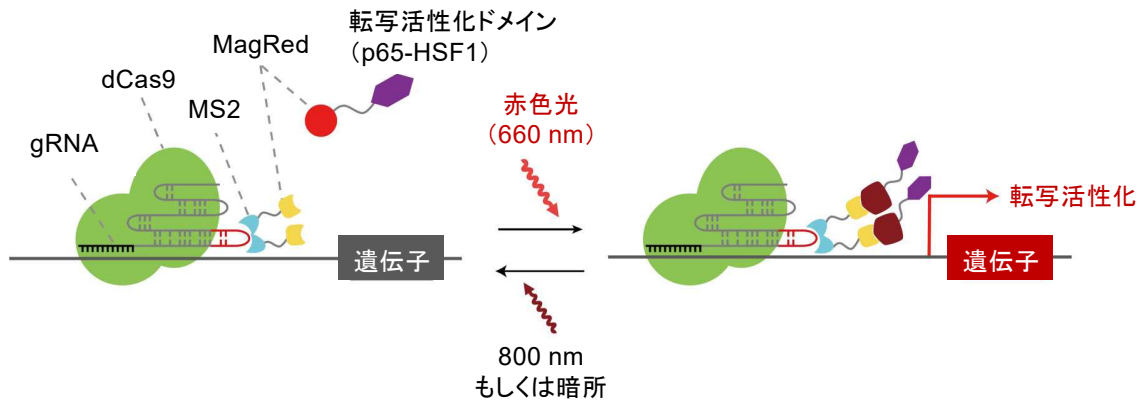 転写活性化ドメイン
（p65-HSF1）
MagRed
dCas9
MS2
gRNA
遺伝子
赤色光
（660 nm）
800 nm
もしくは暗所
転写活性化
遺伝子